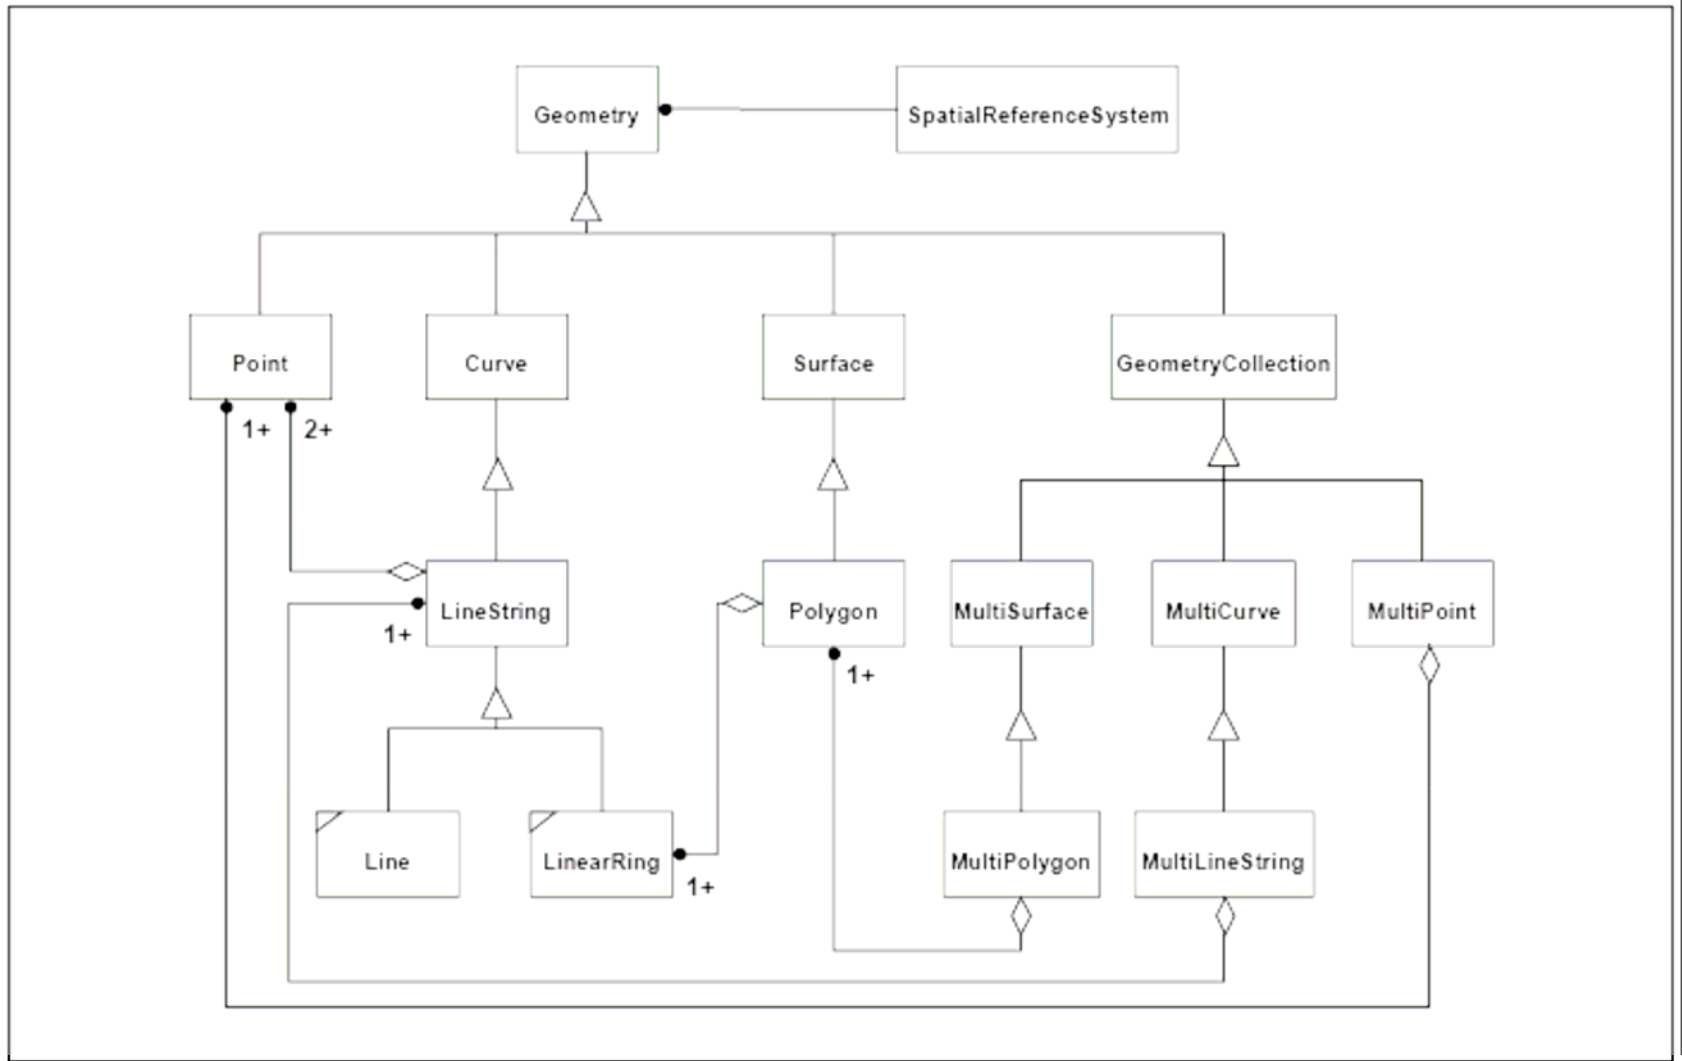 Geometry
SpatialReferenceSystem
Point
Curve
Surface
GeometryCollection
1+
2+
LineString
1+
Polygon
1+
MultiSurface
MultiCurve
MultiPoint
Line
LinearRing
1+
MultiPolygon
MultiLineString